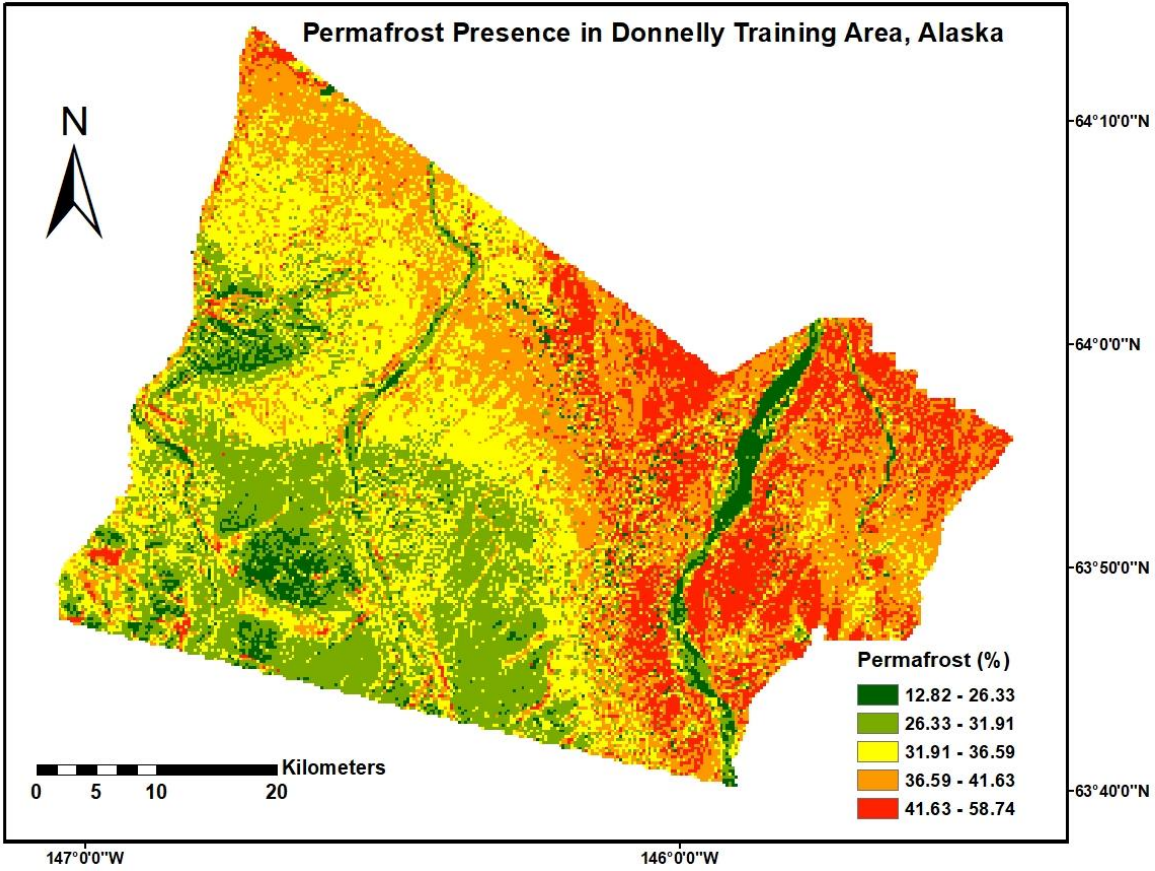 Permafrost Presence in Donnelly Training Area, Alaska
N
64°10'0"N
64°0'0"N
63°50'0"N
63°40'0"N
Permafrost (%)
12.82 - 26.33
26.33 - 31.91
31.91 - 36.59
36.59 - 41.63
41.63 - 58.74
Kilometers
0 5 10 20
147°0'0"W 146°0'0"W